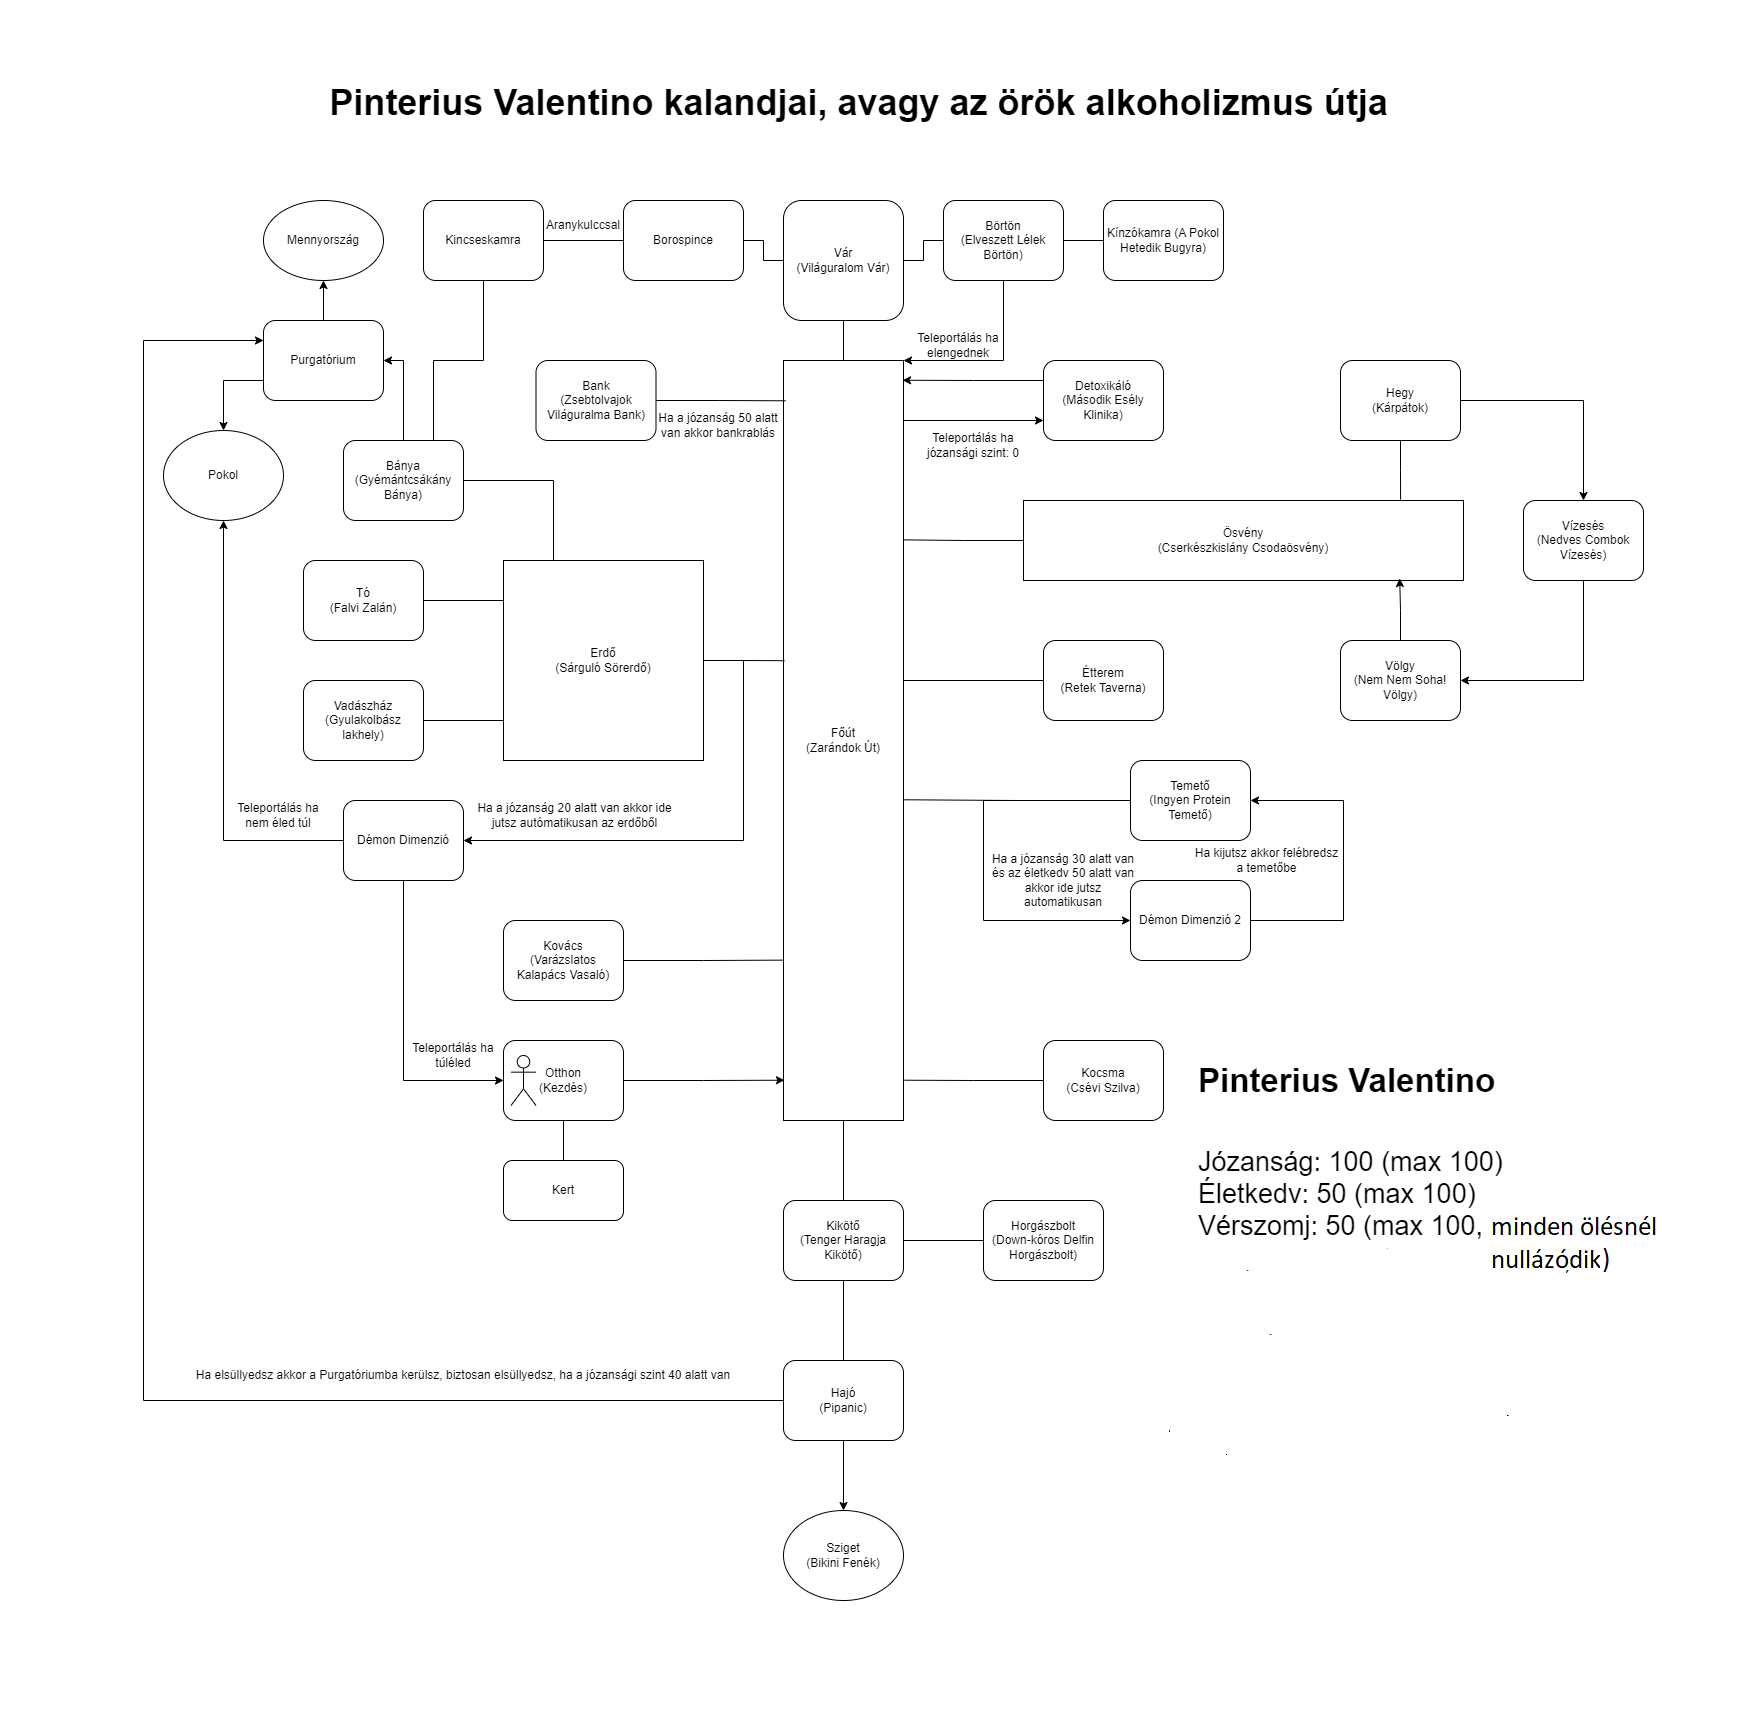 Pinterius Valentino kalandjai, avagy az örök alkoholizmus útja
Mennyország
Kincseskamra
Aranykulccsal
Borospince
Vár
(Világuralom Vár)
Börtön
(Elveszett Lélek
Börtön)
Kínzókamra (A Pokol
Hetedik Bugyra)
Teleportálás ha
elengednek
Purgatórium
Bank
(Zsebtolvajok
Világuralma Bank)
Ha a józanság 50 alatt
van akkor bankrablás
Detoxikáló
(Második Esély
Klinika)
Teleportálás ha
józansági szint: 0
Hegy
(Kárpátok)
Pokol
Bánya
(Gyémántcsákány
Bánya)
Ösvény
(Cserkészkislány Csodaösvény)
Vízesés
(Nedves Combok
Vízesés)
Tó
(Falvi Zalán)
Erdő
(Sárguló Sörerdő)
Vadászház
(Gyulakolbász
lakhely)
Étterem
(Retek Taverna)
Völgy
(Nem Nem Soha!
Völgy)
Főút
(Zarándok Út)
Teleportálás ha
nem éled túl
Démon Dimenzió
Ha a józanság 20 alatt van akkor ide
jutsz autómatikusan az erdőből
Temető
(Ingyen Protein
Temető)
Ha a józanság 30 alatt van
és az életkedv 50 alatt van
akkor ide jutsz
automatikusan
Ha kijutsz akkor felébredsz
a temetőbe
Démon Dimenzió 2
Kovács
(Varázslatos
Kalapács Vasaló)
Teleportálás ha
túléled
Otthon
(Kezdés)
Kocsma
(Csévi Szilva)
Kert
Pinterius Valentino
Józanság: 100 (max 100)
Életkedv: 50 (max 100)
Vérszomj: 50 (max 100, minden ölésnél
nullázódik)
Kikötő
(Tenger Haragja
Kikötő)
Horgászbolt
(Down-kóros Delfin
Horgászbolt)
Ha elsüllyedsz akkor a Purgatóriumba kerülsz, biztosan elsüllyedsz, ha a józansági szint 40 alatt van
Hajó
(Pipanic)
Sziget
(Bikini Fenék)